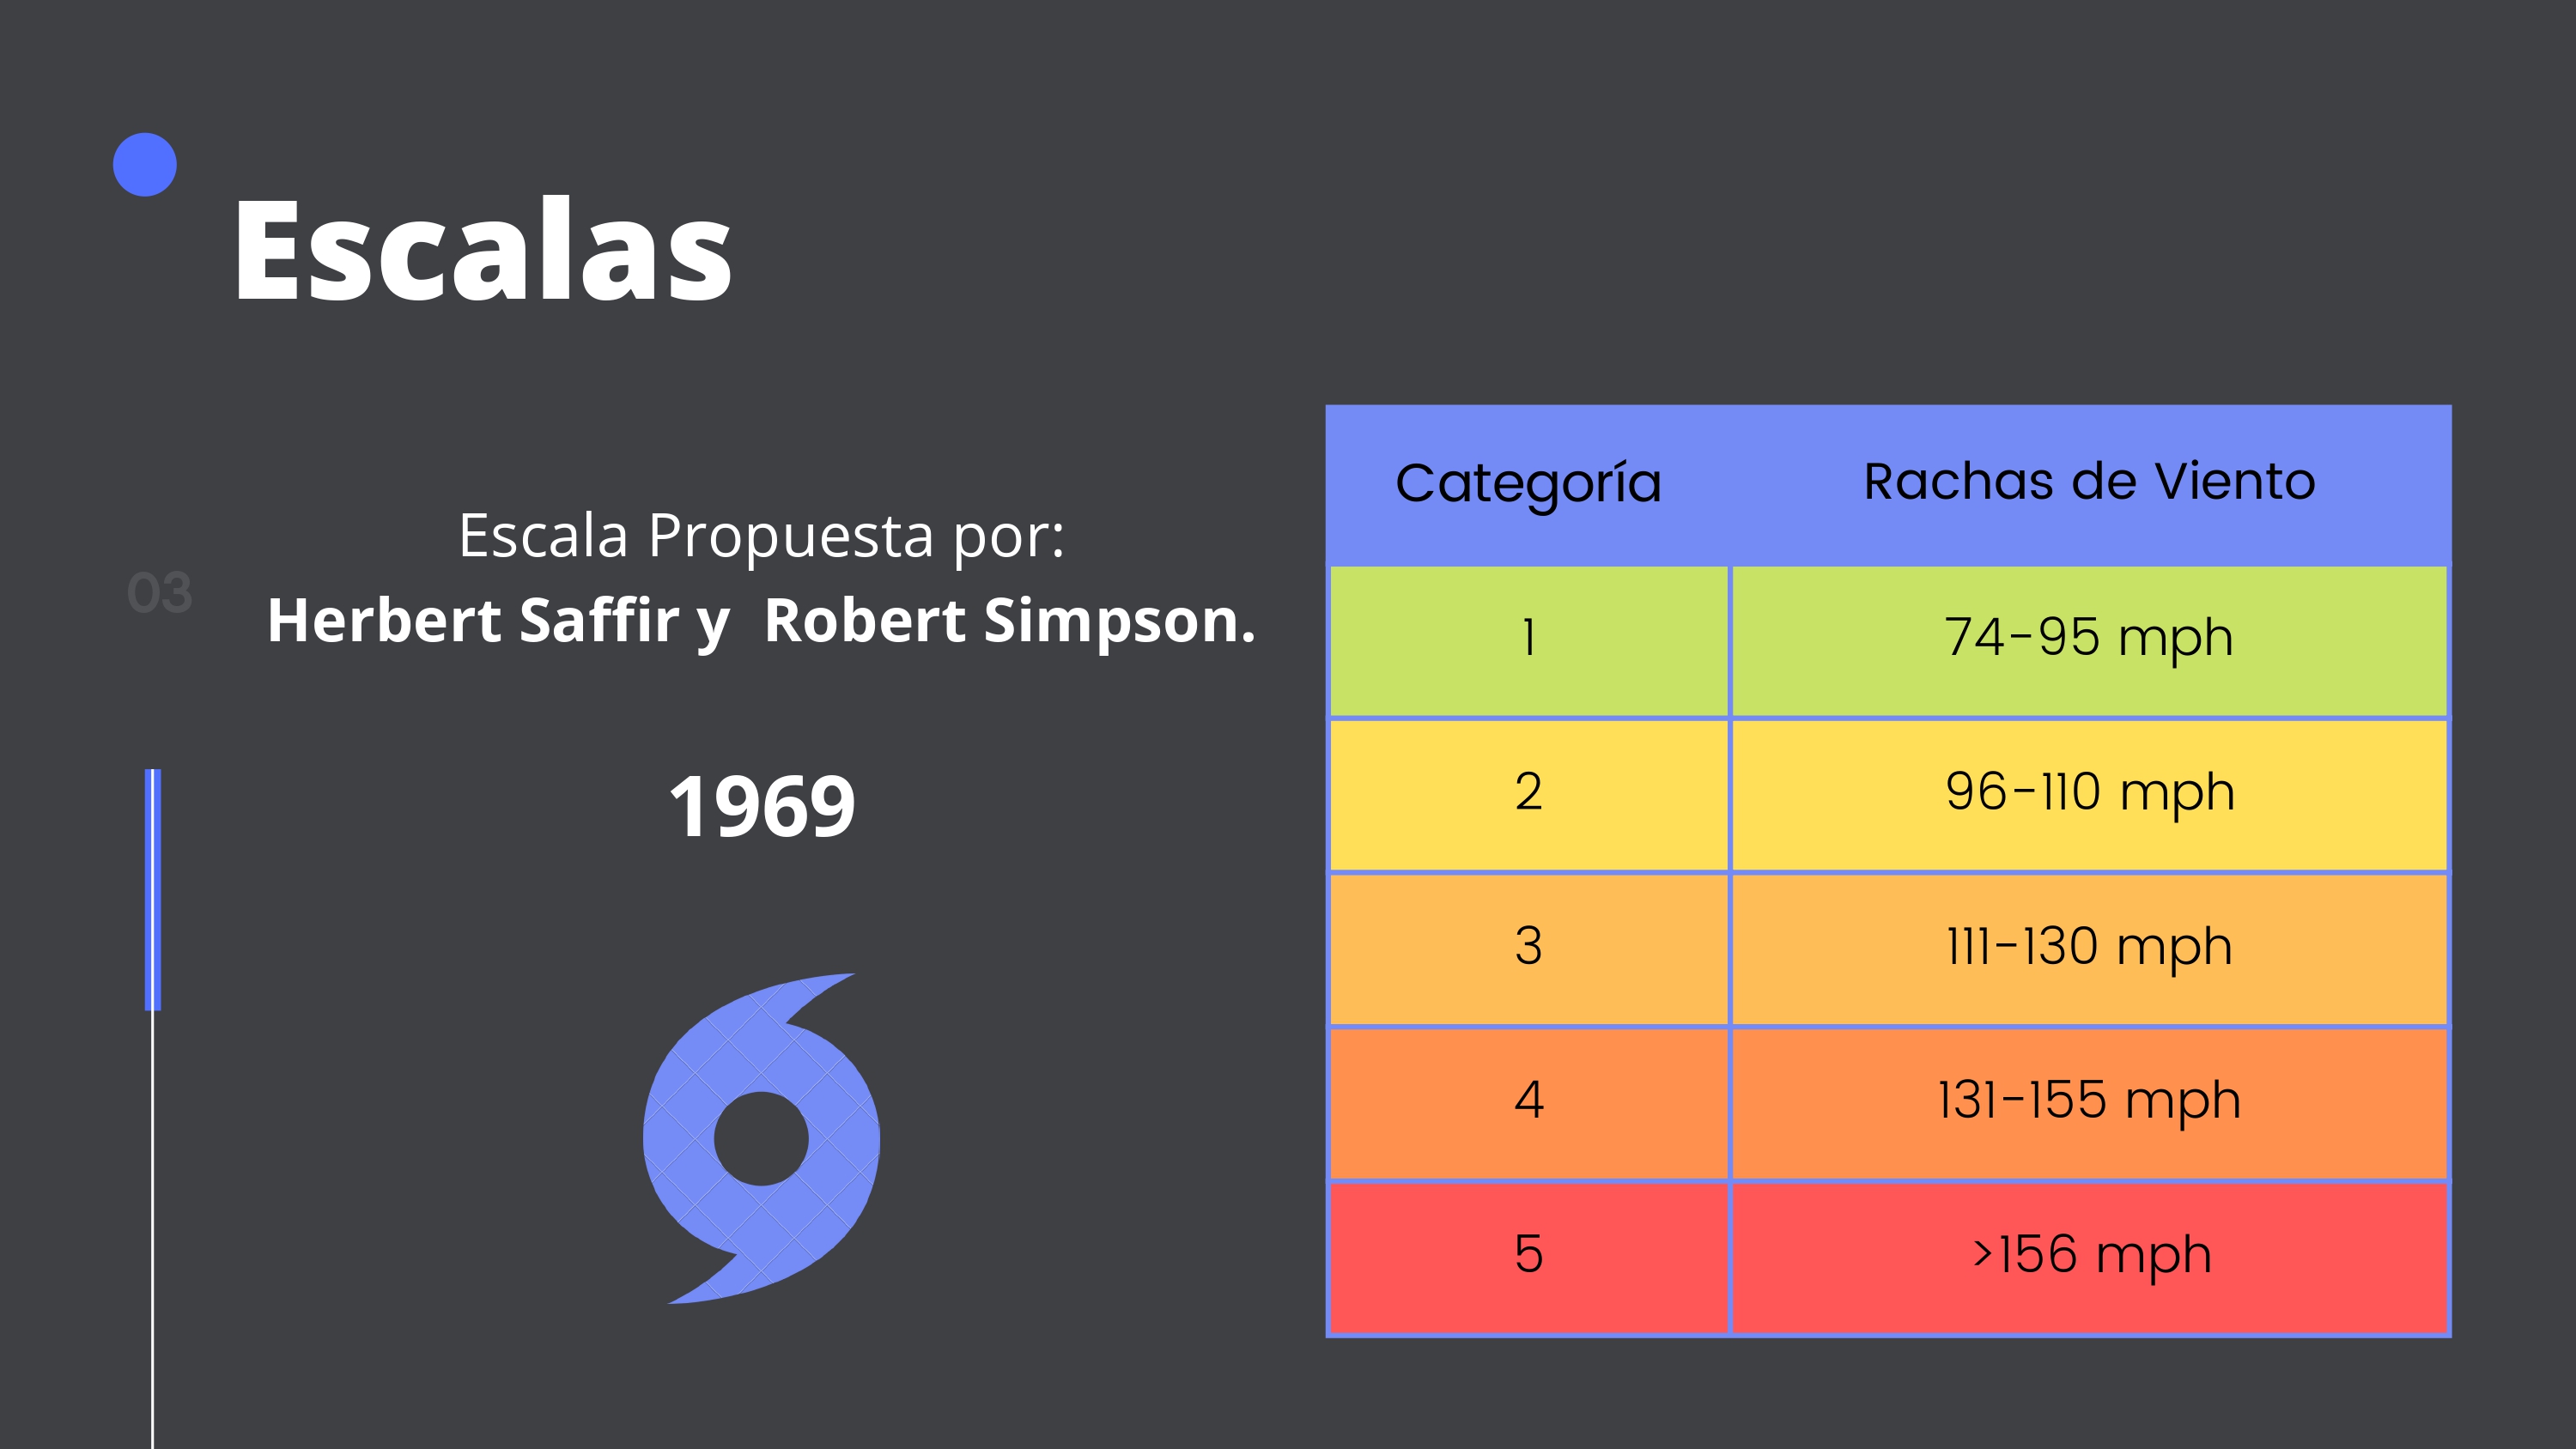 Escalas
03
Escala Propuesta por:
Herbert Saffir y  Robert Simpson.
1969
Categoría Rachas de Viento
1 74-95 mph
2 96-110 mph
3 111-130 mph
4 131-155 mph
5 >156 mph